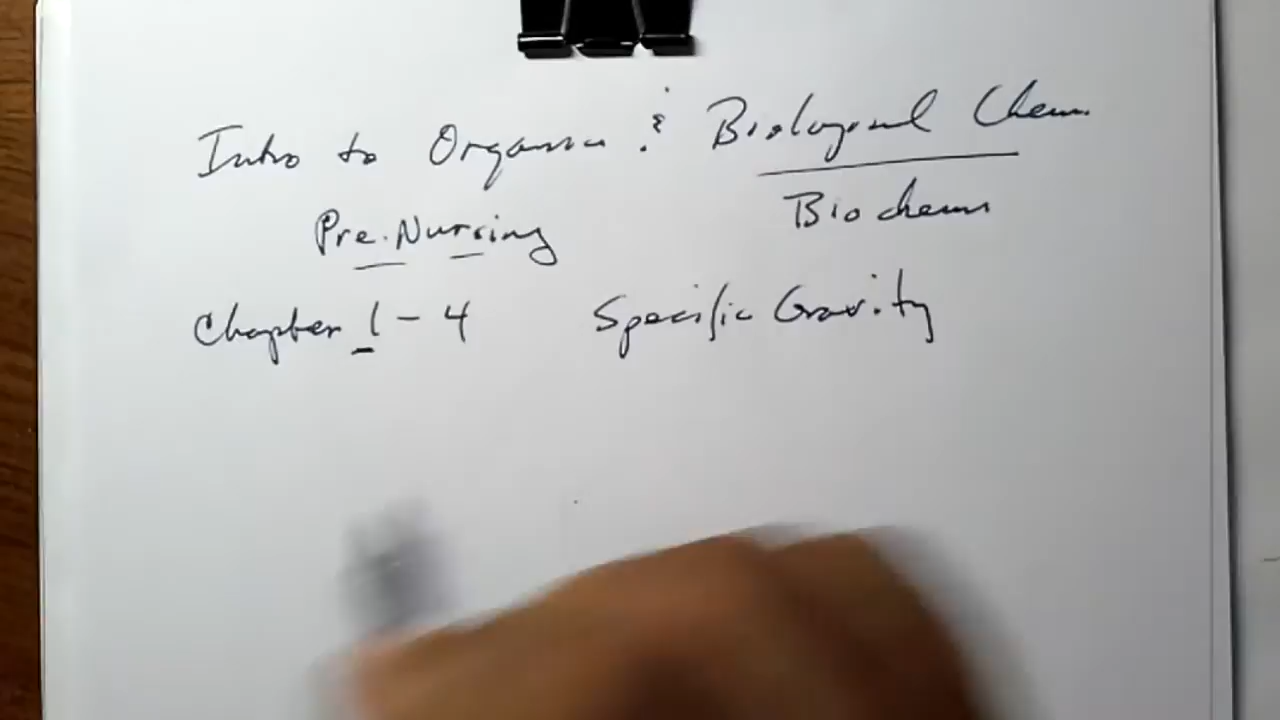 Intro to Organic & Biological Chem.
Biochem
Pre-Nursing
Chapter 1-4 Specific Gravity